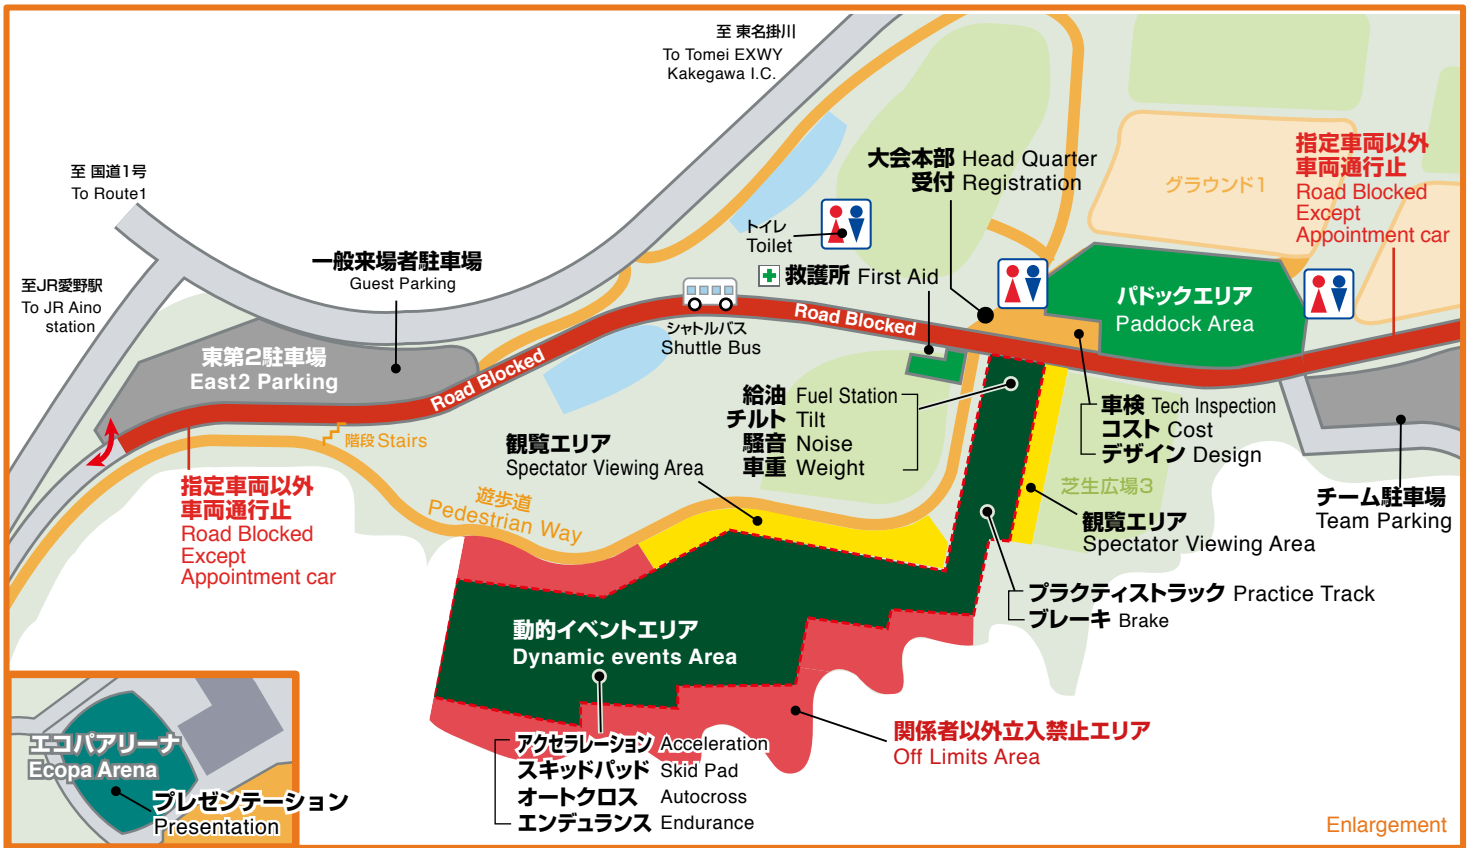 至 東名掛川
To Tomei EXWY
Kakegawa I.C.
至 国道1号
To Route1
至JR愛野駅
To JR Aino
station
一般来場者駐車場
Guest Parking
東第2駐車場
East2 Parking
Road Blocked
階段 Stairs
指定車両以外
車両通行止
Road Blocked
Except
Appointment car
遊歩道
Pedestrian Way
シャトルバス
Shuttle Bus
トイレ
Toilet
救護所 First Aid
大会本部 Head Quarter
受付 Registration
Road Blocked
グラウンド1
指定車両以外
車両通行止
Road Blocked
Except
Appointment car
パドックエリア
Paddock Area
給油 Fuel Station
チルト Tilt
騒音 Noise
車重 Weight
観覧エリア
Spectator Viewing Area
車検 Tech Inspection
コスト Cost
デザイン Design
芝生広場3
観覧エリア
Spectator Viewing Area
チーム駐車場
Team Parking
プラクティストラック Practice Track
ブレーキ Brake
動的イベントエリア
Dynamic events Area
アクセラレーション Acceleration
スキッドパッド Skid Pad
オートクロス Autocross
エンデュランス Endurance
関係者以外立入禁止エリア
Off Limits Area
エコパアリーナ
Ecopa Arena
プレゼンテーション
Presentation
Enlargement